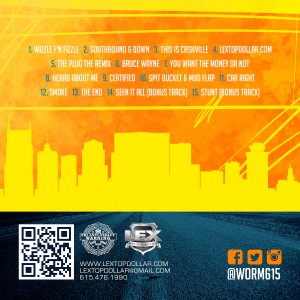 1. WIZZLE FN FIZZLE 2. SOUTHBOUND & DOWN 3. THIS IS CASHVILLE 4. LEXTOPDOLLAR.COM
5. THE PLUG THE REMIX 6. BRUCE WAYNE 7. YOU WANT THE MONEY OR NOT
8. HEARD ABOUT ME 9. CERTIFIED 10. SPIT BUCKET & MUD FLAP 11. CAR RIGHT
12. SMOKE 13. THE END 14. SEEN IT ALL (BONUS TRACK) 15. STUNT (BONUS TRACK)
LEX
WWW.LEXTOPDOLLAR.COM
LEXTOPDOLLAR@GMAIL.COM
615.476.1990
@WORM615